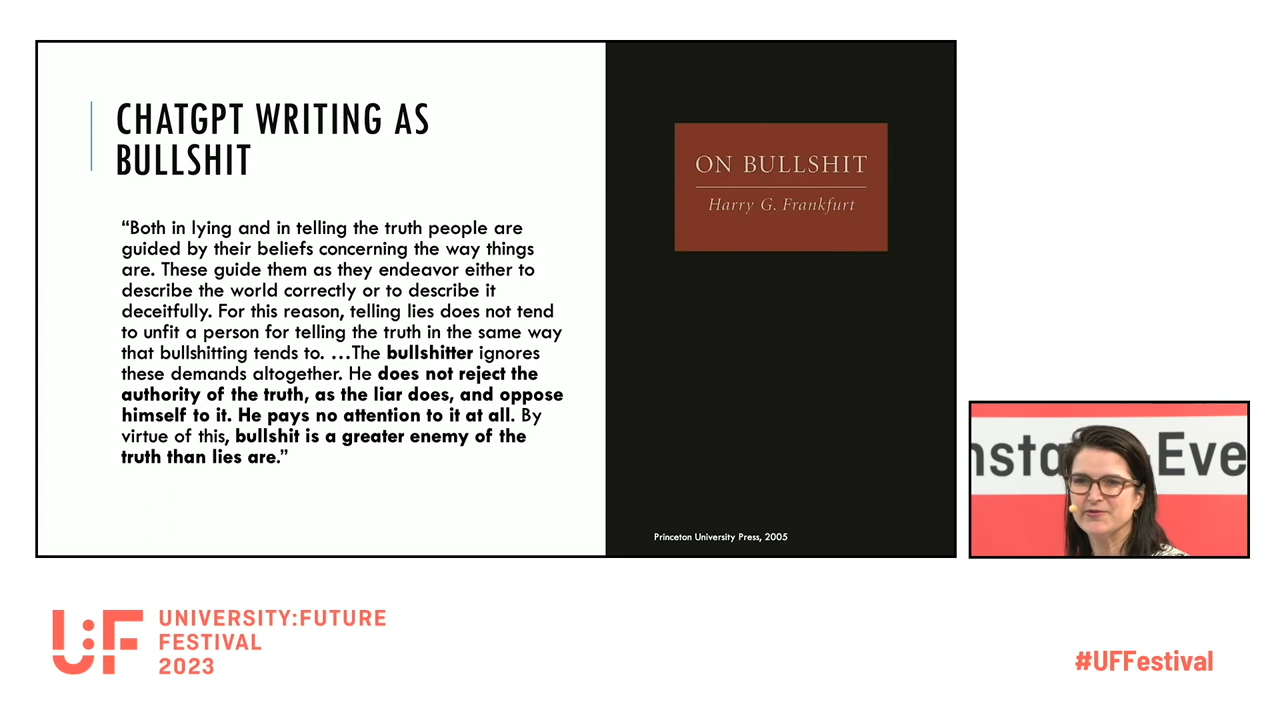 CHATGPT WRITING AS
BULLSHIT
“Both in lying and in telling the truth people are
guided by their beliefs concerning the way things
are. These guide them as they endeavor either to
describe the world correctly or to describe it
deceitfully. For this reason, telling lies does not tend
to unfit a person for telling the truth in the same way
that bullshitting tends to. …The bullshitter ignores
these demands altogether. He does not reject the
authority of the truth, as the liar does, and oppose
himself to it. He pays no attention to it at all. By
virtue of this, bullshit is a greater enemy of the
truth than lies are.”
ON BULLSHIT
Harry G. Frankfurt
Princeton University Press, 2005
U:F
UNIVERSITY:FUTURE
FESTIVAL
2023
#UFFestival